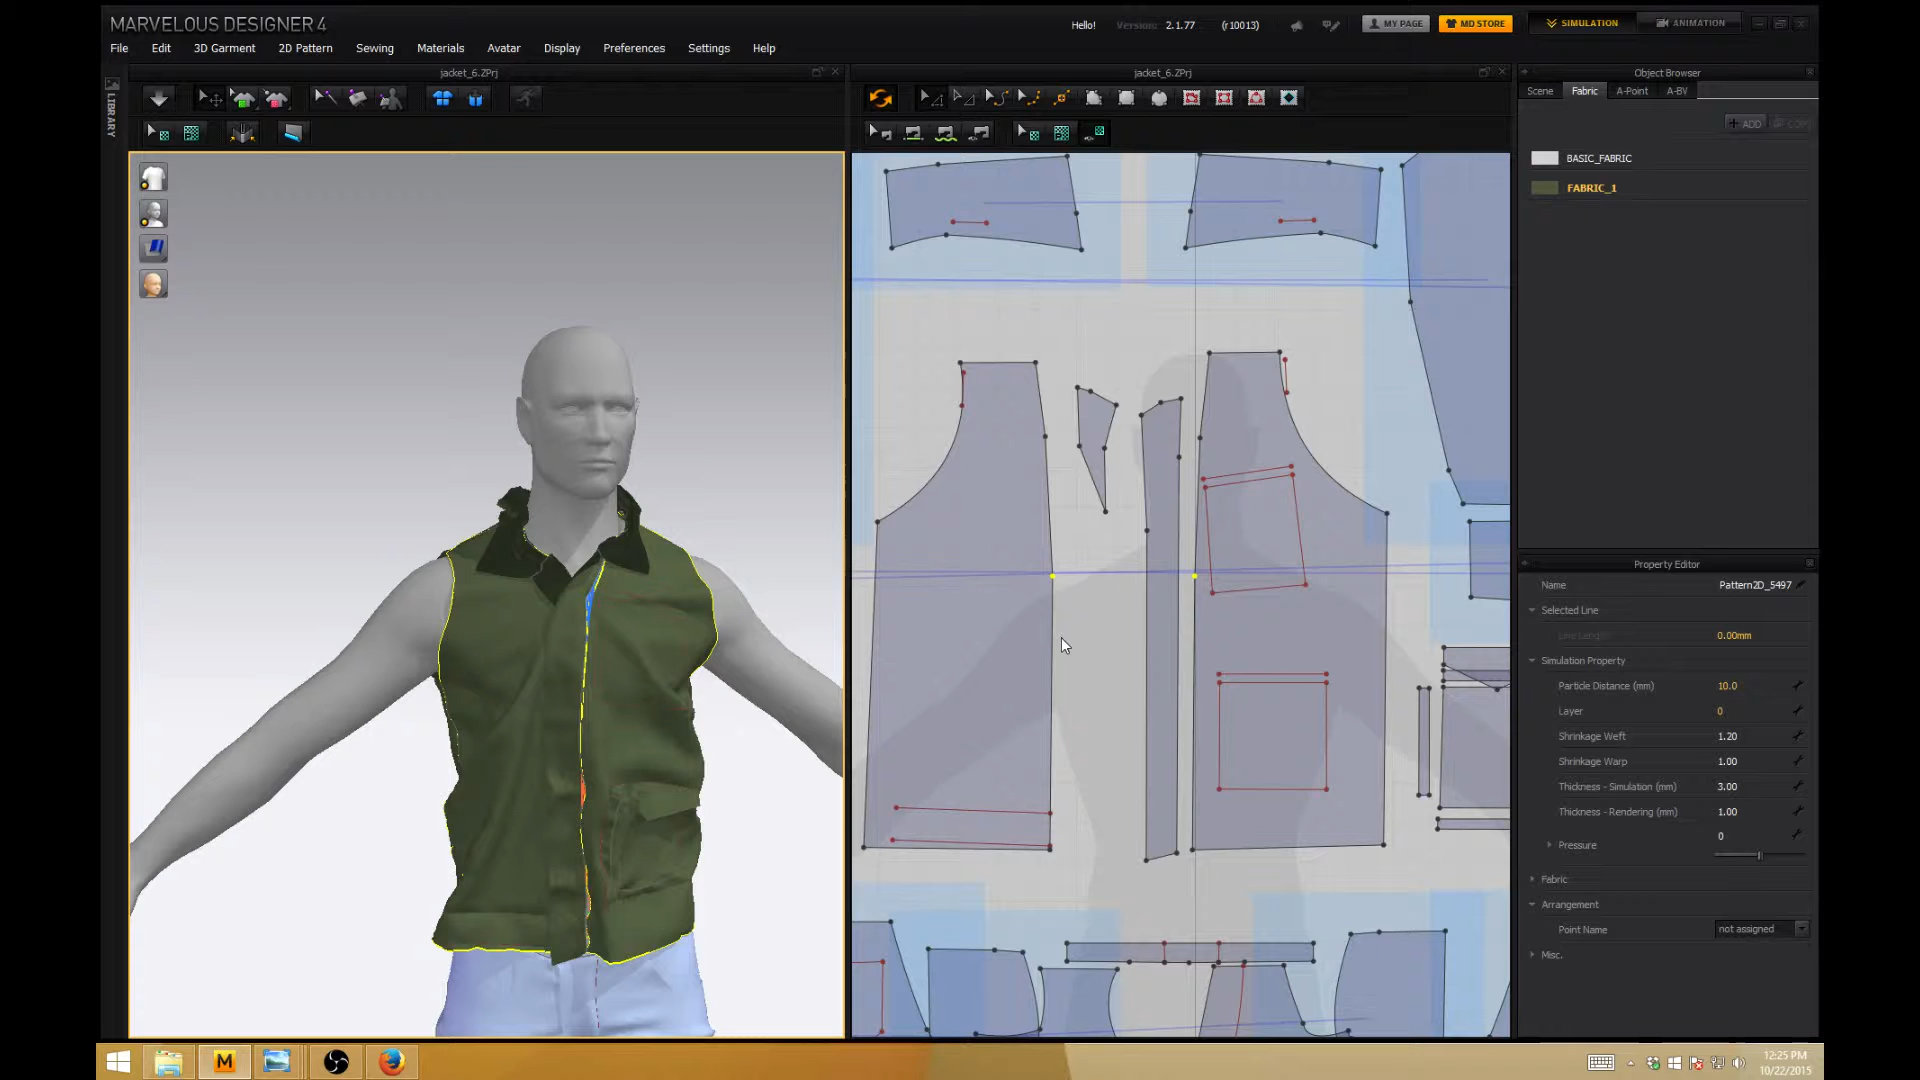 MARVELOUS DESIGNER 4
Hello!
Version: 2.1.77
(r10013)
MY PAGE
MD STORE
SIMULATION
ANIMATION
File Edit 3D Garment 2D Pattern Sewing Materials Avatar Display Preferences Settings Help
jacket_6.ZPrj
jacket_6.ZPrj
Object Browser
LIBRARY
Scene Fabric A-Point A-BV
+ ADD
COPY
BASIC_FABRIC
FABRIC_1
Property Editor
Name Pattern2D_5497
Selected Line
Line Length 0.00mm
Simulation Property
Particle Distance (mm) 10.0
Layer 0
Shrinkage Weft 1.20
Shrinkage Warp 1.00
Thickness - Simulation (mm) 3.00
Thickness - Rendering (mm) 1.00
Pressure 0
Fabric
Arrangement
Point Name not assigned
Misc.
M
12:25 PM
10/22/2015